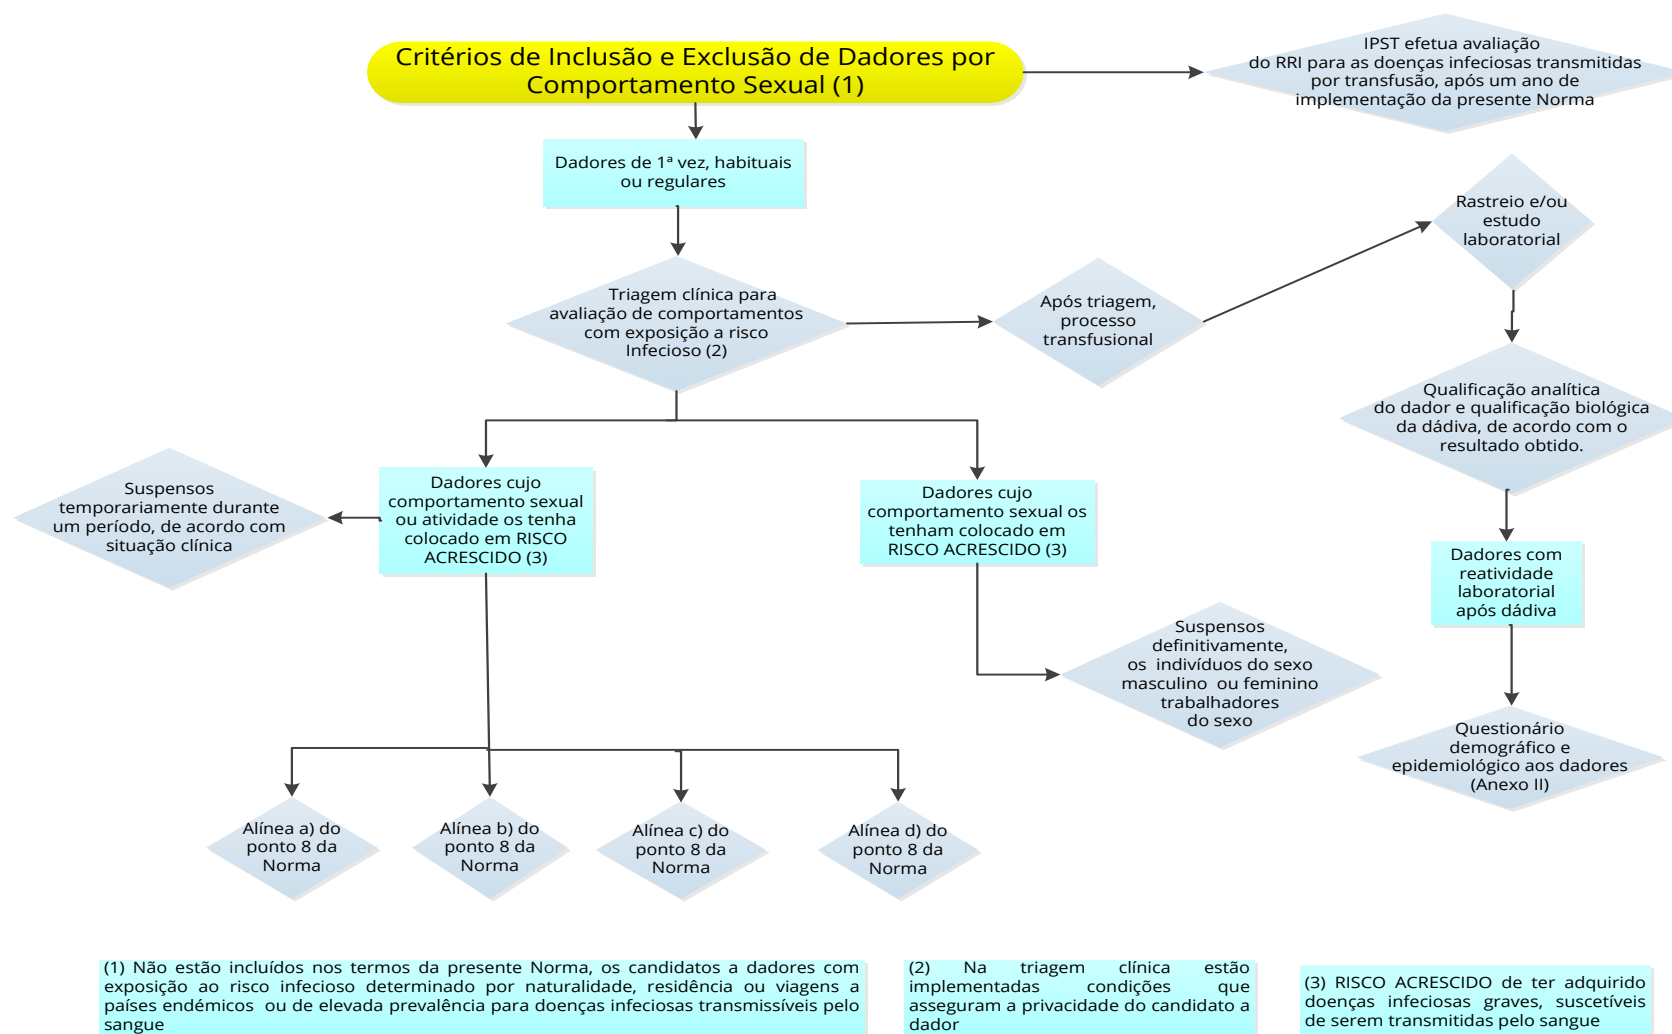 Critérios de Inclusão e Exclusão de Dadores por
Comportamento Sexual (1)
IPST efetua avaliação
do RRI para as doenças infeciosas transmitidas
por transfusão, após um ano de
implementação da presente Norma
Dadores de 1ª vez, habituais
ou regulares
Rastreio e/ou
estudo
laboratorial
Triagem clínica para
avaliação de comportamentos
com exposição a risco
Infecioso (2)
Após triagem,
processo
transfusional
Qualificação analítica
do dador e qualificação biológica
da dádiva, de acordo com o
resultado obtido.
Suspensos
temporariamente durante
um período, de acordo com
situação clínica
Dadores cujo
comportamento sexual
ou atividade os tenha
colocado em RISCO
ACRESCIDO (3)
Dadores cujo
comportamento sexual os
tenham colocado em
RISCO ACRESCIDO (3)
Dadores com
reatividade
laboratorial
após dádiva
Suspensos
definitivamente,
os indivíduos do sexo
masculino ou feminino
trabalhadores
do sexo
Questionário
demográfico e
epidemiológico aos dadores
(Anexo II)
Alínea a) do
ponto 8 da
Norma
Alínea b) do
ponto 8 da
Norma
Alínea c) do
ponto 8 da
Norma
Alínea d) do
ponto 8 da
Norma
(1) Não estão incluídos nos termos da presente Norma, os candidatos a dadores com
exposição ao risco infecioso determinado por naturalidade, residência ou viagens a
países endémicos ou de elevada prevalência para doenças infeciosas transmissíveis pelo
sangue
(2) Na triagem clínica estão
implementadas condições que
asseguram a privacidade do candidato a
dador
(3) RISCO ACRESCIDO de ter adquirido
doenças infeciosas graves, suscetíveis
de serem transmitidas pelo sangue